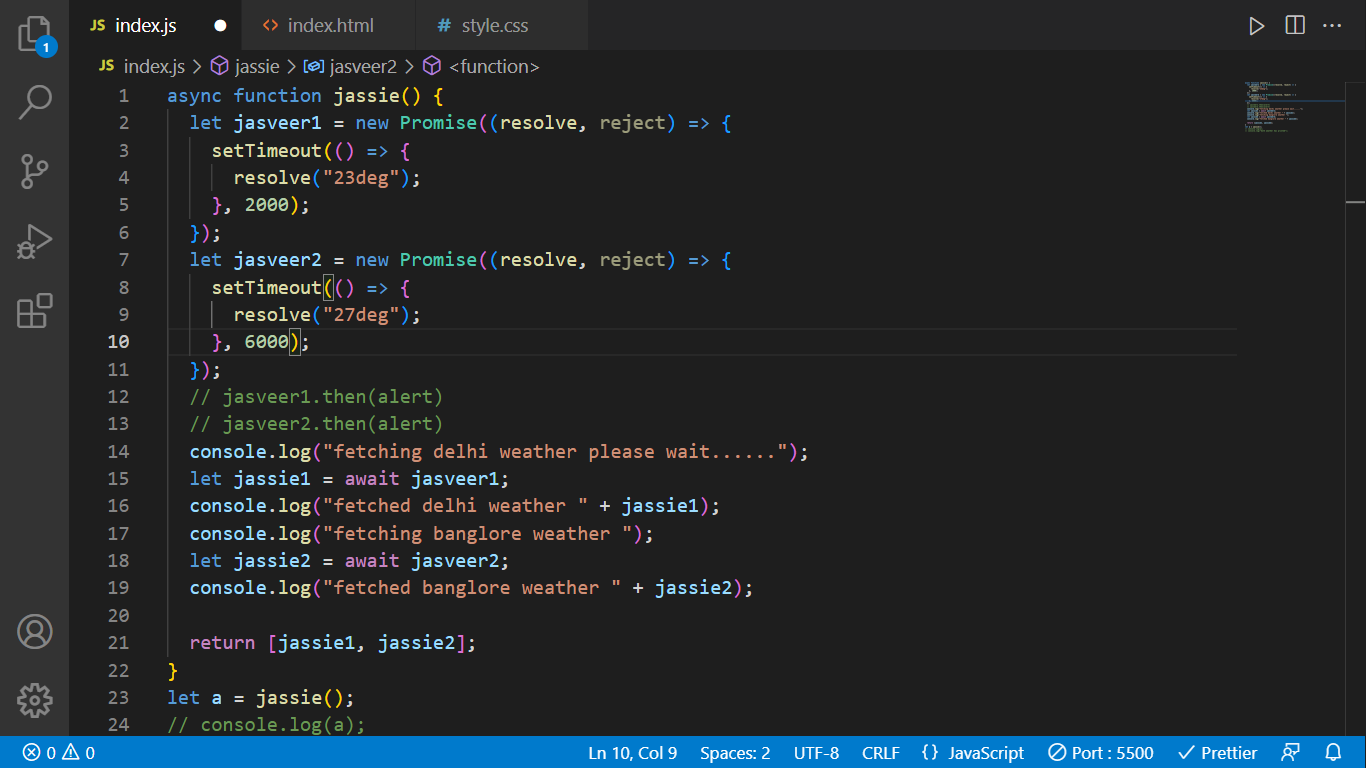 1
JS index.js ● <> index.html # style.css
JS index.js > jassie > jasveer2 > <function>
1 async function jassie() {
2   let jasveer1 = new Promise((resolve, reject) => {
3     setTimeout(() => {
4       resolve("23deg");
5     }, 2000);
6   });
7   let jasveer2 = new Promise((resolve, reject) => {
8     setTimeout(() => {
9       resolve("27deg");
10     }, 6000);
11   });
12   // jasveer1.then(alert)
13   // jasveer2.then(alert)
14   console.log("fetching delhi weather please wait......");
15   let jassie1 = await jasveer1;
16   console.log("fetched delhi weather " + jassie1);
17   console.log("fetching banglore weather ");
18   let jassie2 = await jasveer2;
19   console.log("fetched banglore weather " + jassie2);
20
21   return [jassie1, jassie2];
22 }
23 let a = jassie();
24 // console.log(a);
0 0 Ln 10, Col 9 Spaces: 2 UTF-8 CRLF {} JavaScript Port : 5500 Prettier